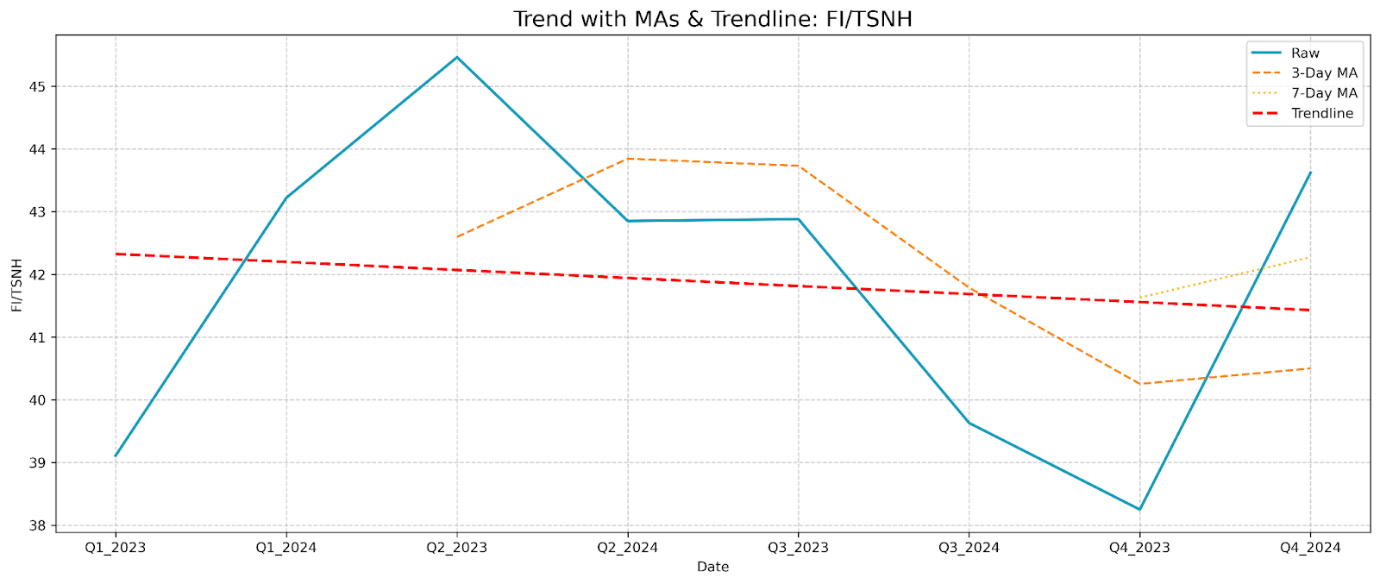 Trend with MAs & Trendline: FI/TSNH
Raw
3-Day MA
7-Day MA
Trendline
FI/TSNH
45
44
43
42
41
40
39
38
Q1_2023 Q1_2024 Q2_2023 Q2_2024 Q3_2023 Q3_2024 Q4_2023 Q4_2024
Date